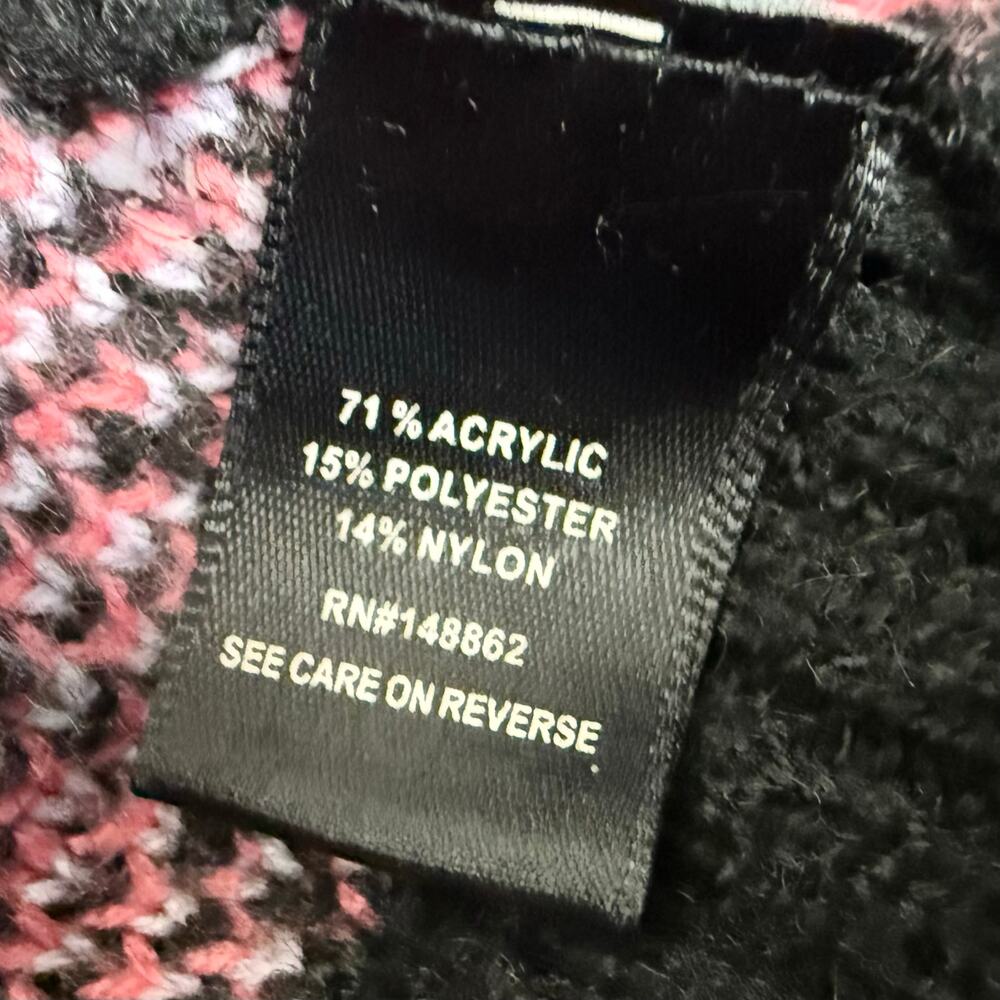 71 % ACRYLIC
15% POLYESTER
14% NYLON
RN#148862
SEE CARE ON REVERSE